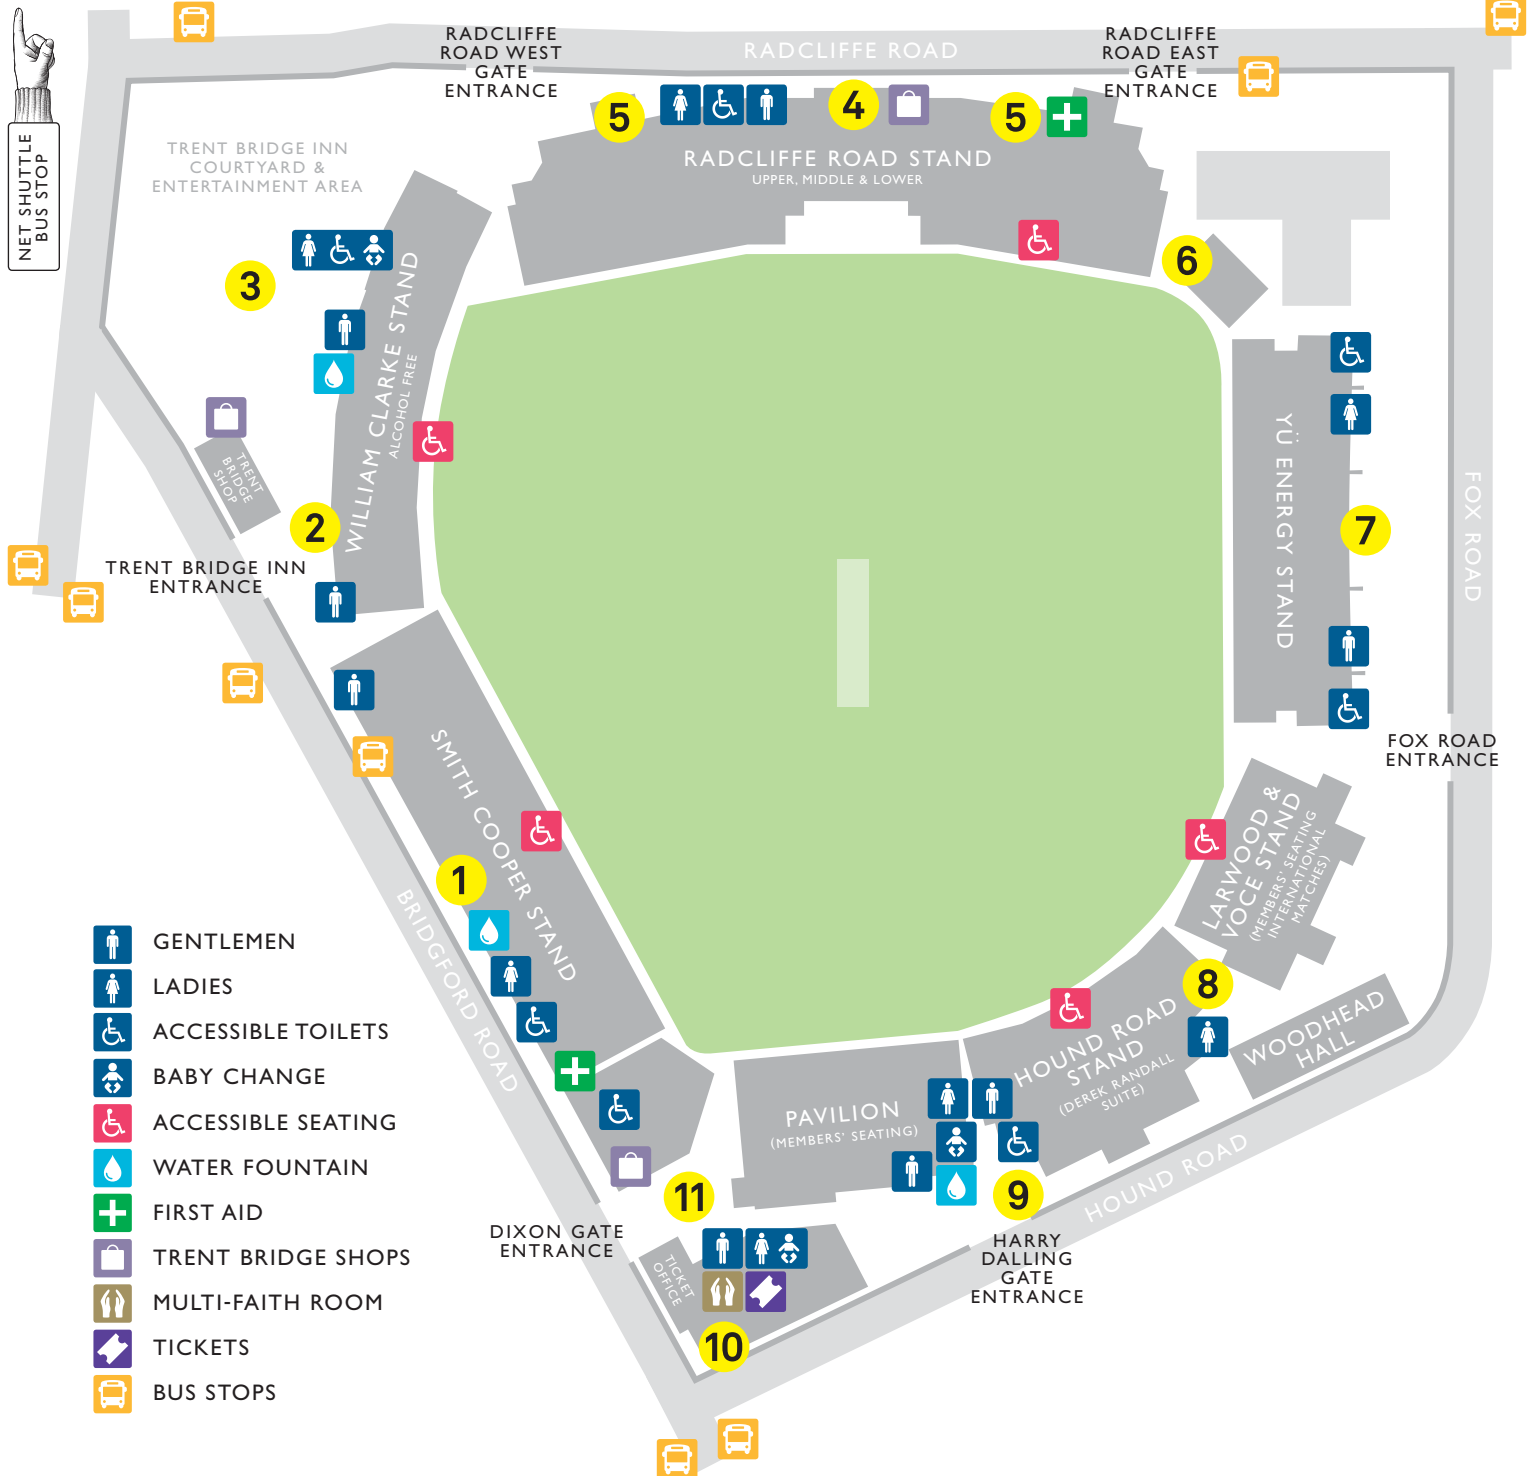 RADCLIFFE
ROAD WEST
GATE
ENTRANCE
RADCLIFFE ROAD
RADCLIFFE
ROAD EAST
GATE
ENTRANCE
NET SHUTTLE
BUS STOP
TRENT BRIDGE INN
COURTYARD &
ENTERTAINMENT AREA
5
4
5
RADCLIFFE ROAD STAND
UPPER, MIDDLE & LOWER
3
6
WILLIAM CLARKE STAND
ALCOHOL FREE
TRENT
BRIDGE
SHOP
2
TRENT BRIDGE INN
ENTRANCE
YÜ ENERGY STAND
7
FOX ROAD
FOX ROAD
ENTRANCE
SMITH COOPER STAND
1
BRIDGFORD ROAD
LARWOOD &
VOCE STAND
(MEMBERS' SEATING
INTERNATIONAL
MATCHES)
8
HOUND ROAD
STAND
(DEREK RANDALL
SUITE)
WOODHEAD
HALL
PAVILION
(MEMBERS' SEATING)
9
HOUND ROAD
11
DIXON GATE
ENTRANCE
TICKET
OFFICE
10
HARRY
DALLING
GATE
ENTRANCE
GENTLEMEN
LADIES
ACCESSIBLE TOILETS
BABY CHANGE
ACCESSIBLE SEATING
WATER FOUNTAIN
FIRST AID
TRENT BRIDGE SHOPS
MULTI-FAITH ROOM
TICKETS
BUS STOPS